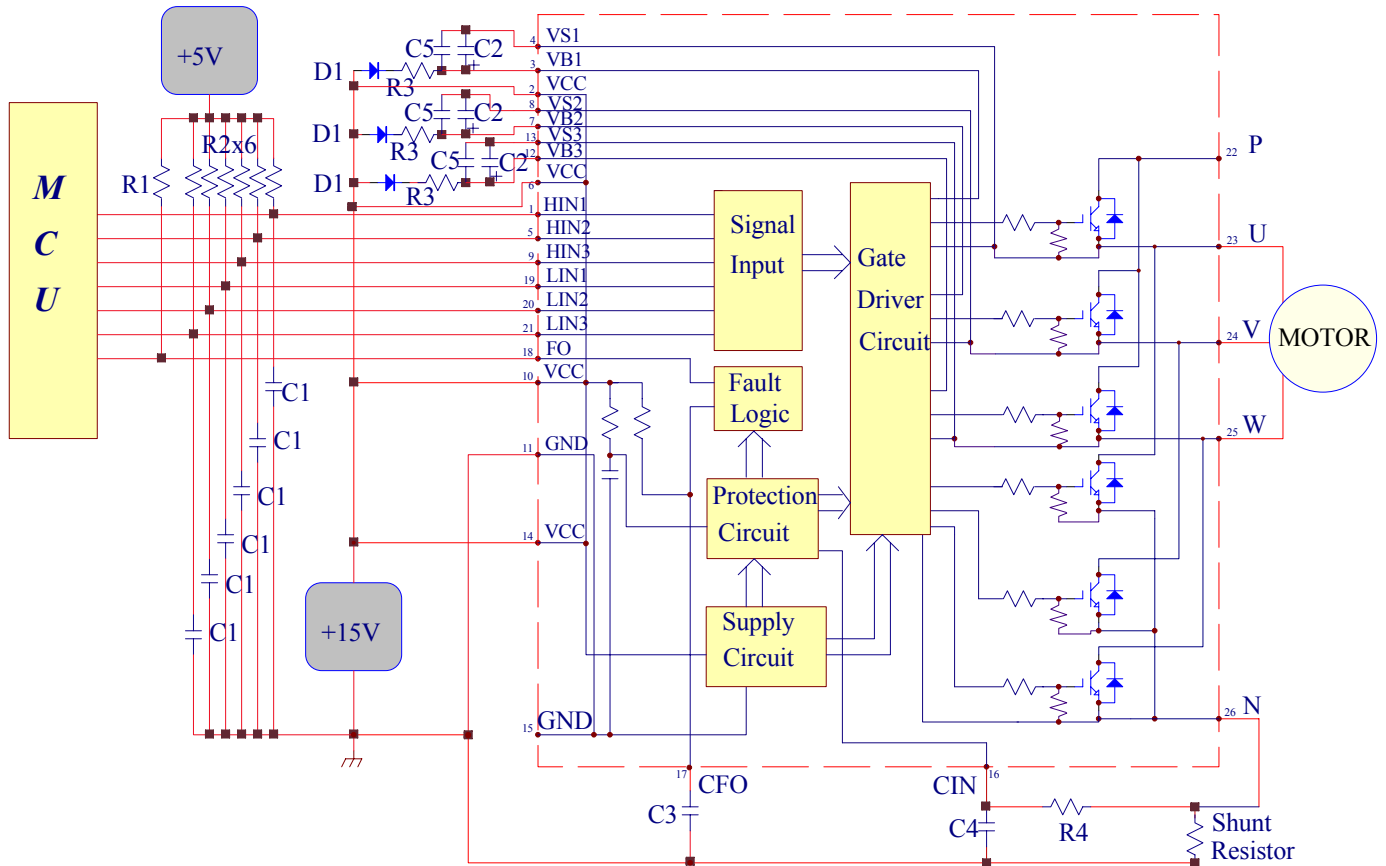 +5V
C5
C2
4
VS1
D1
R3
+
3
VB1
2
VCC
C5
C2
8
VS2
D1
R3
+
7
VB2
13
VS3
C5
C2
12
VB3
D1
R3
+
6
VCC
P
22
R2x6
R1
M
C
U
1
HIN1
5
HIN2
9
HIN3
19
LIN1
20
LIN2
21
LIN3
18
FO
10
VCC
Signal
Input
Gate
Driver
Circuit
U
23
V
24
MOTOR
W
25
Fault
Logic
C1
C1
C1
C1
C1
C1
11
GND
Protection
Circuit
14
VCC
+15V
Supply
Circuit
15
GND
N
26
17
CFO
CIN
16
C3
C4
R4
Shunt
Resistor